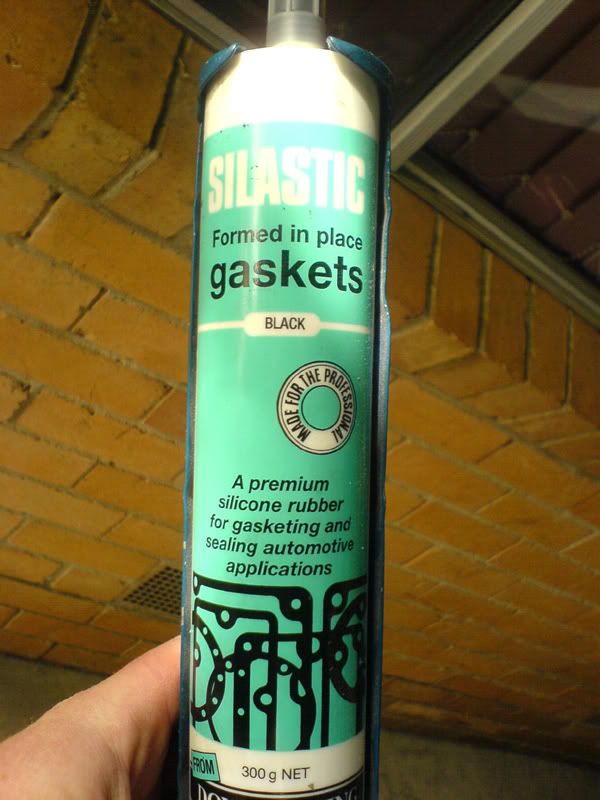 SILASTIC
Formed in place
gaskets
BLACK
MADE FOR THE PROFESSIONAL
A premium
silicone rubber
for gasketing and
sealing automotive
applications
FROM
300 g NET